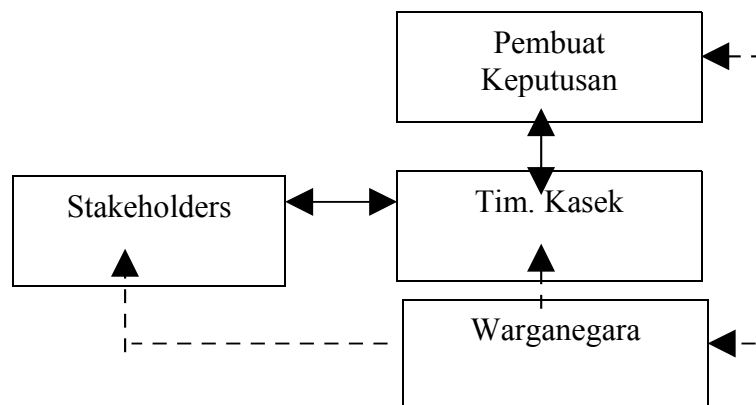 Pembuat
Keputusan
Stakeholders
Tim. Kasek
Warganegara